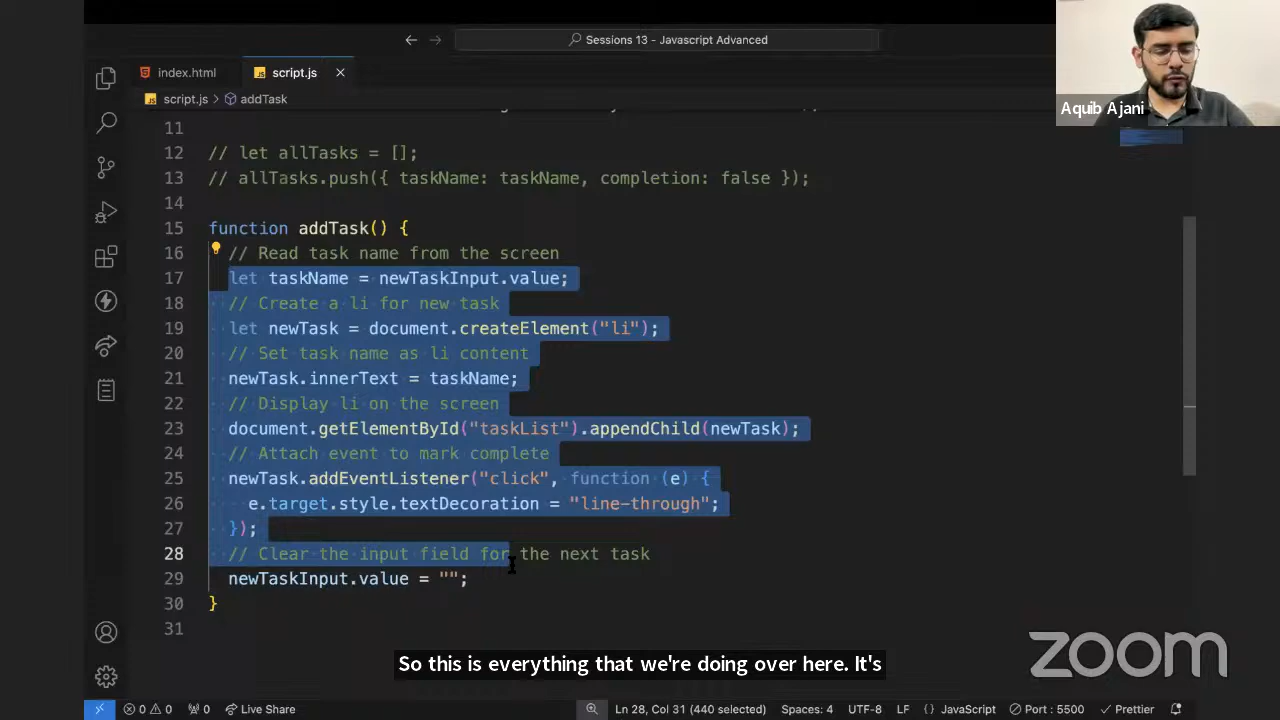 Sessions 13 - Javascript Advanced
Aquib Ajani
index.html
script.js
script.js > addTask
11
12 // let allTasks = [];
13 // allTasks.push({ taskName: taskName, completion: false });
14
15 function addTask() {
16 // Read task name from the screen
17 let taskName = newTaskInput.value;
18 // Create a li for new task
19 let newTask = document.createElement("li");
20 // Set task name as li content
21 newTask.innerText = taskName;
22 // Display li on the screen
23 document.getElementById("taskList").appendChild(newTask);
24 // Attach event to mark complete
25 newTask.addEventListener("click", function (e) {
26 e.target.style.textDecoration = "line-through";
27 });
28 // Clear the input field for the next task
29 newTaskInput.value = "";
30 }
31
So this is everything that we're doing over here. It's
zoom
0 0 0 Live Share Ln 28, Col 31 (440 selected) Spaces: 4 UTF-8 LF {} JavaScript Port : 5500 Prettier